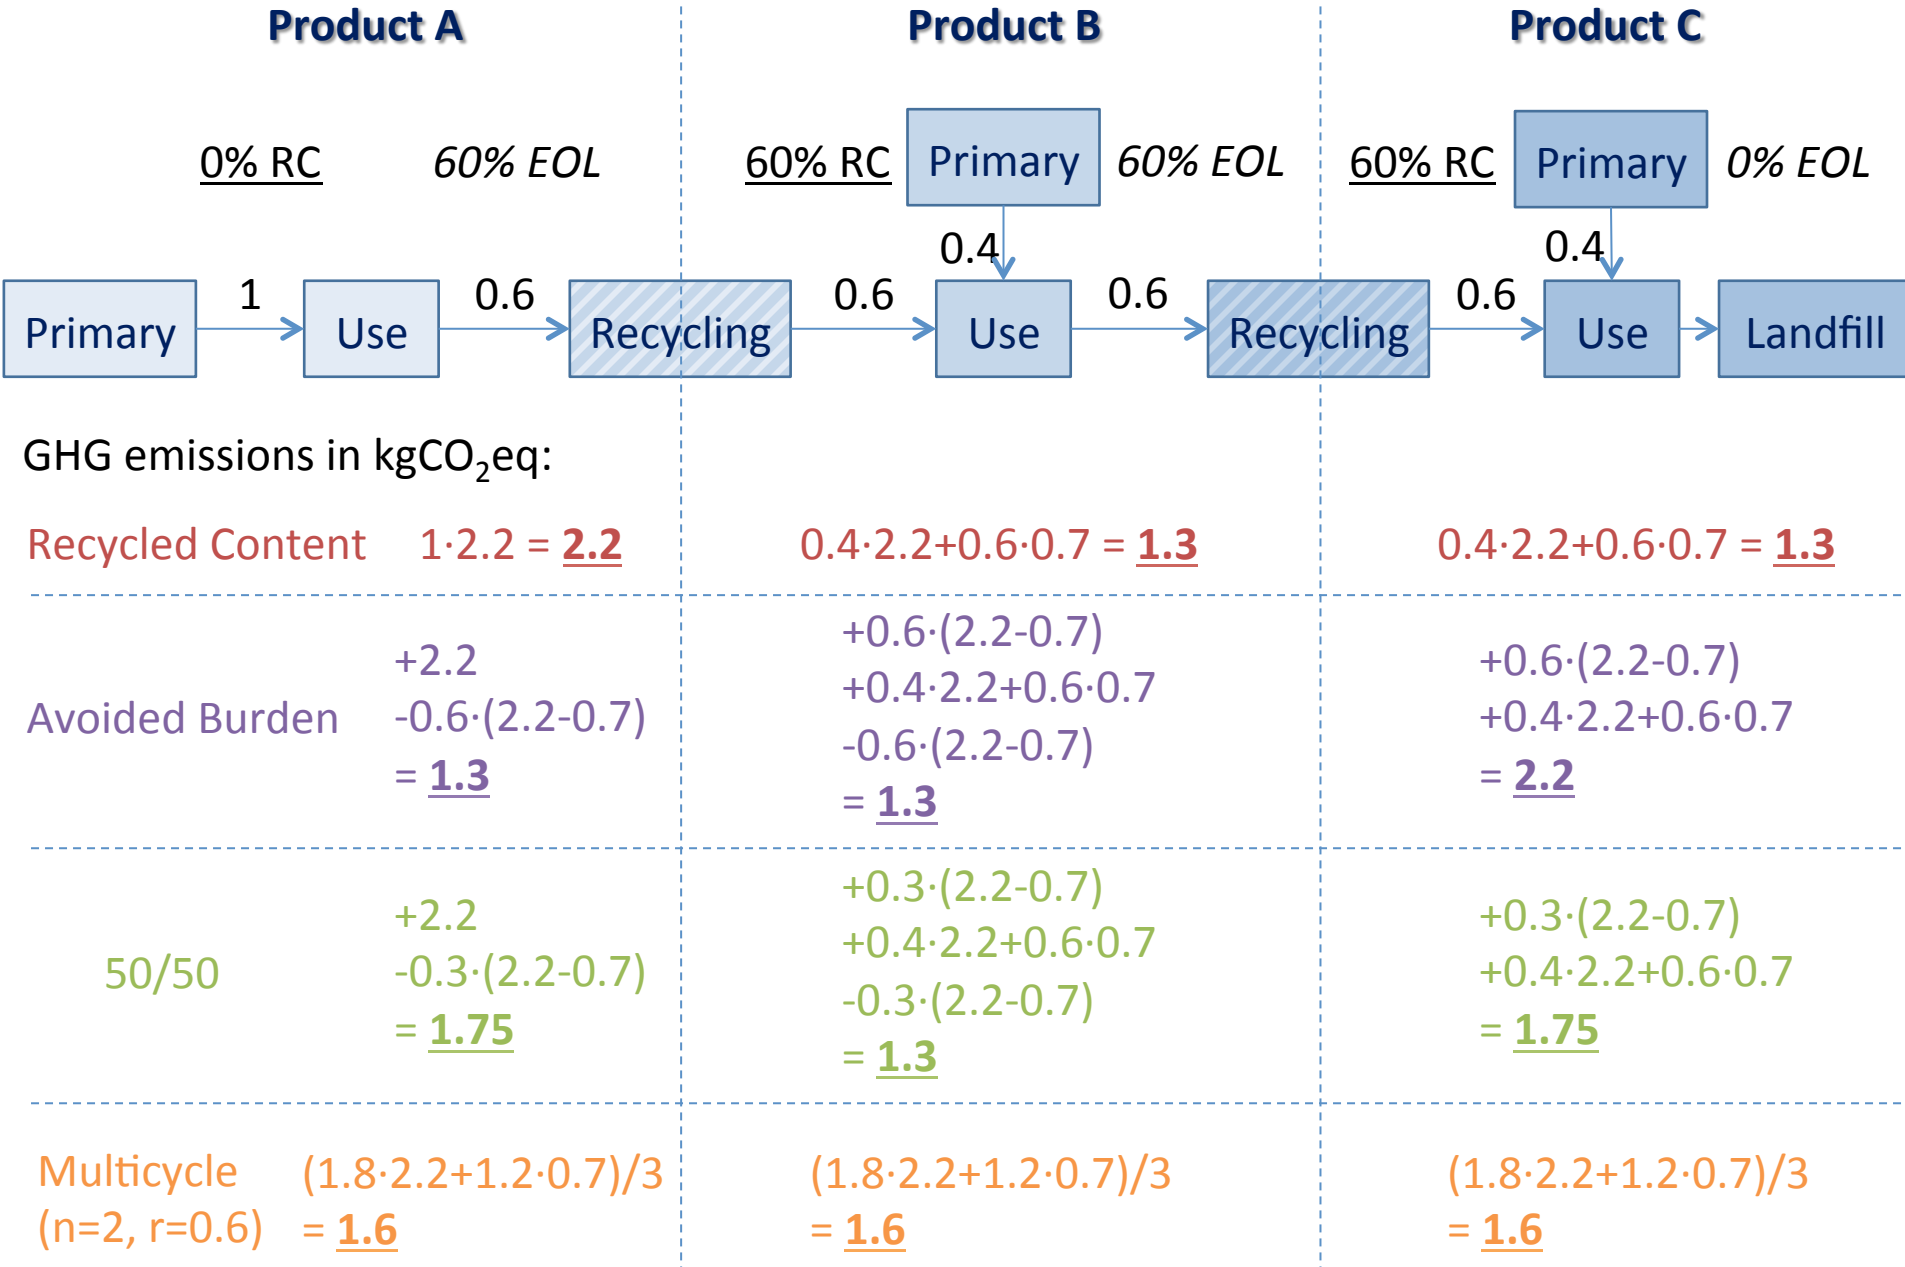 Product A
Product B
Product C
0% RC
60% EOL
60% RC
Primary
60% EOL
60% RC
Primary
0% EOL
0.4
0.4
1
0.6
0.6
0.6
0.6
Primary
Use
Recycling
Use
Recycling
Use
Landfill
GHG emissions in kgCO₂eq:
Recycled Content
1·2.2 = 2.2
0.4·2.2+0.6·0.7 = 1.3
0.4·2.2+0.6·0.7 = 1.3
Avoided Burden
+2.2
-0.6·(2.2-0.7)
= 1.3
+0.6·(2.2-0.7)
+0.4·2.2+0.6·0.7
-0.6·(2.2-0.7)
= 1.3
+0.6·(2.2-0.7)
+0.4·2.2+0.6·0.7
= 2.2
50/50
+2.2
-0.3·(2.2-0.7)
= 1.75
+0.3·(2.2-0.7)
+0.4·2.2+0.6·0.7
-0.3·(2.2-0.7)
= 1.3
+0.3·(2.2-0.7)
+0.4·2.2+0.6·0.7
= 1.75
Multicycle
(n=2, r=0.6)
(1.8·2.2+1.2·0.7)/3
= 1.6
(1.8·2.2+1.2·0.7)/3
= 1.6
(1.8·2.2+1.2·0.7)/3
= 1.6